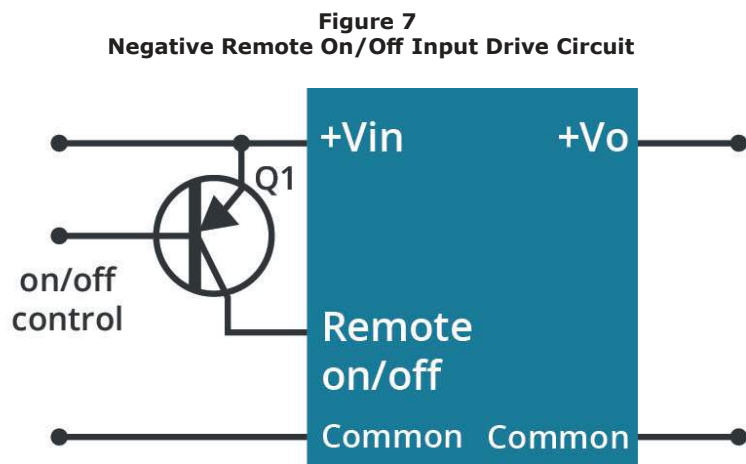 Figure 7
Negative Remote On/Off Input Drive Circuit
+Vin
+Vo
Q1
on/off
control
Remote
on/off
Common
Common